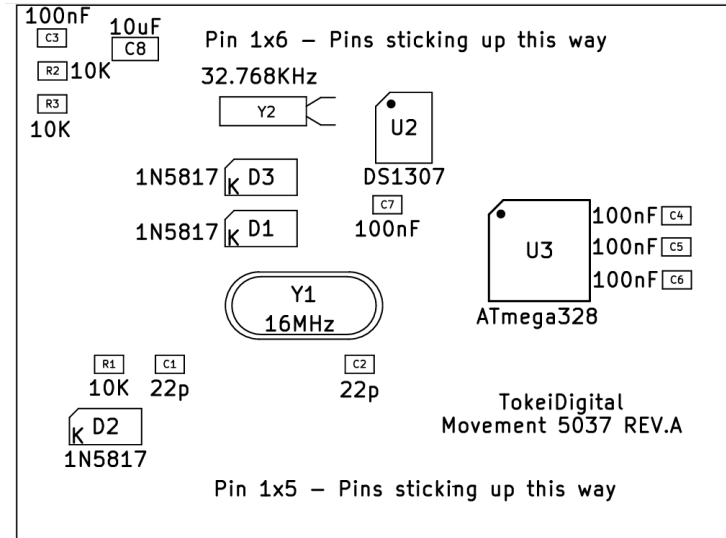 100nF
C3
10uF
C8
Pin 1x6 – Pins sticking up this way
R2 10K
32.768KHz
R3
10K
Y2
U2
DS1307
1N5817 K D3
C7
100nF
1N5817 K D1
100nF C4
U3
100nF C5
100nF C6
ATmega328
Y1
16MHz
R1
10K
C1
22p
C2
22p
TokeiDigital
Movement 5037 REV.A
K D2
1N5817
Pin 1x5 – Pins sticking up this way